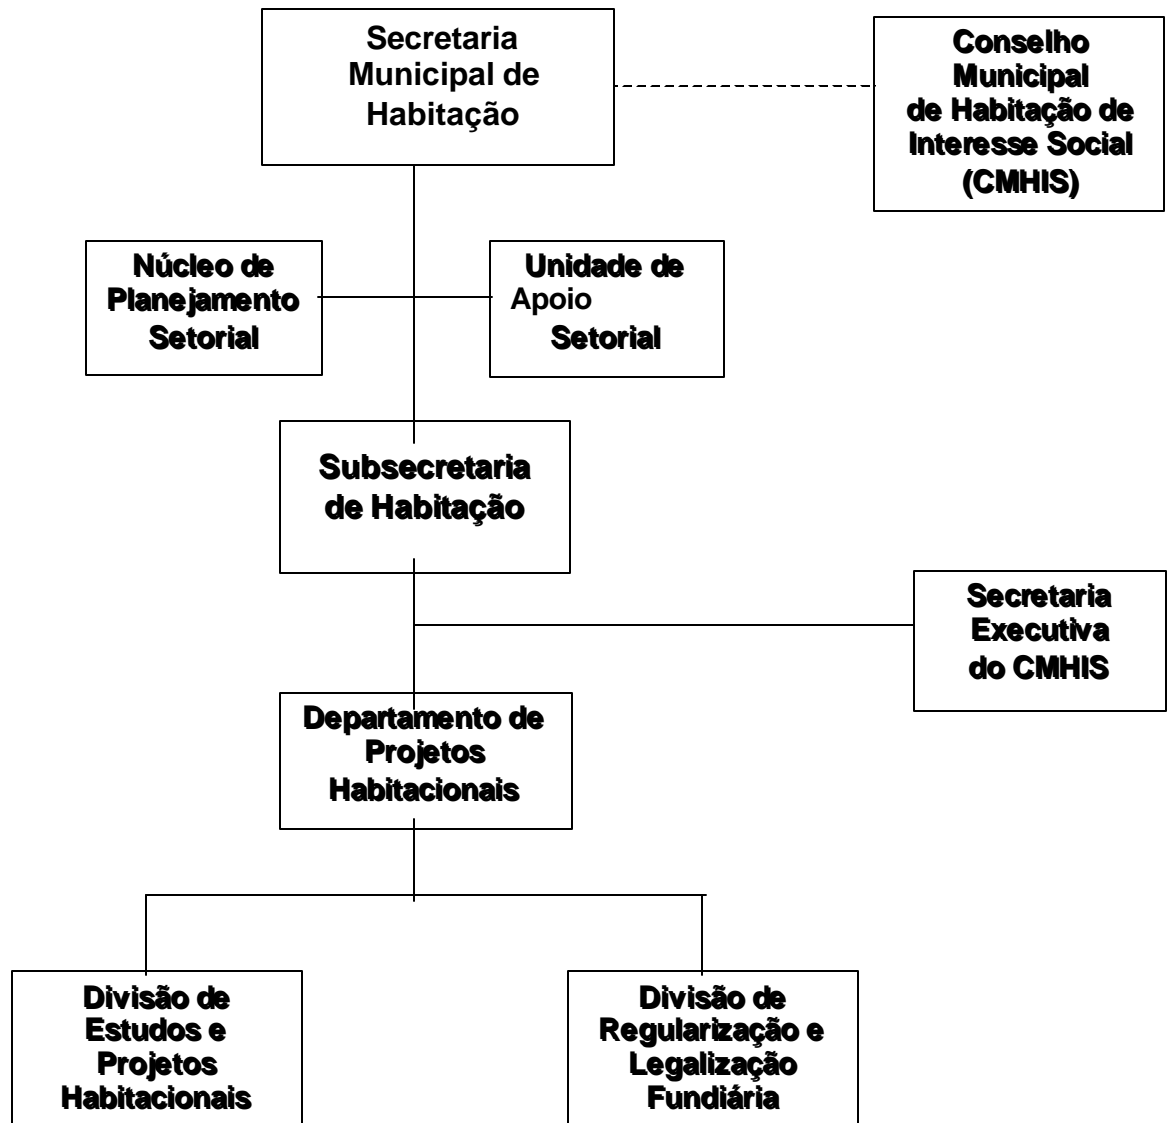 Secretaria
Municipal de
Habitação
Conselho
Municipal
de Habitação de
Interesse Social
(CMHIS)
Núcleo de
Planejamento
Setorial
Unidade de
Apoio
Setorial
Subsecretaria
de Habitação
Secretaria
Executiva
do CMHIS
Departamento de
Projetos
Habitacionais
Divisão de
Estudos e
Projetos
Habitacionais
Divisão de
Regularização e
Legalização
Fundiária